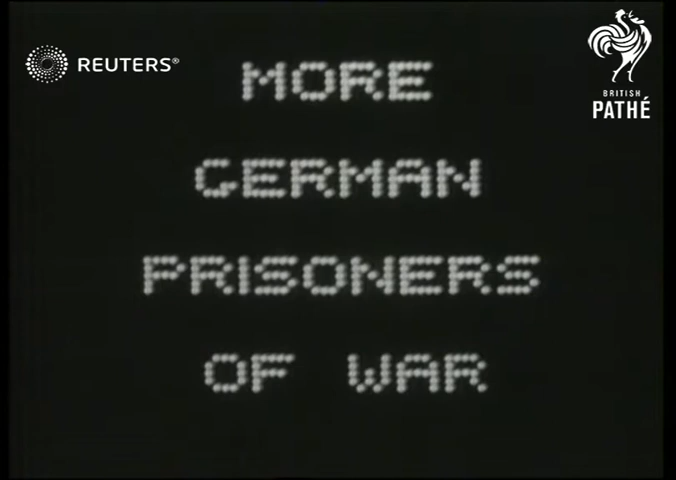 REUTERS®
BRITISH
PATHÉ
MORE
GERMAN
PRISONERS
OF WAR